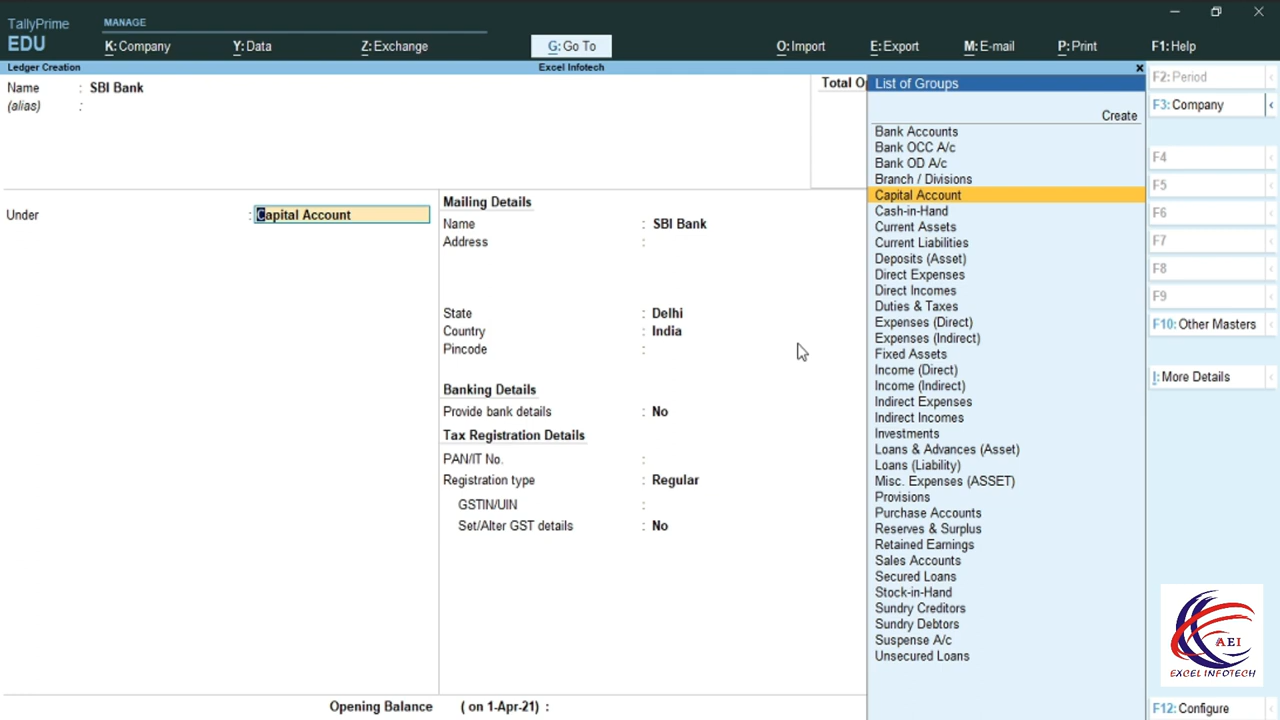 TallyPrime
EDU
MANAGE
K: Company
Y: Data
Z: Exchange
G: Go To
O: Import
E: Export
M: E-mail
P: Print
F1: Help
Ledger Creation
Excel Infotech
Name : SBI Bank
(alias) :
Total Op
List of Groups
Create
Under : Capital Account
Mailing Details
Name : SBI Bank
Address :
State : Delhi
Country : India
Pincode :
Banking Details
Provide bank details : No
Tax Registration Details
PAN/IT No. :
Registration type : Regular
GSTIN/UIN :
Set/Alter GST details : No
Opening Balance ( on 1-Apr-21) :
Bank Accounts
Bank OCC A/c
Bank OD A/c
Branch / Divisions
Capital Account
Cash-in-Hand
Current Assets
Current Liabilities
Deposits (Asset)
Direct Expenses
Direct Incomes
Duties & Taxes
Expenses (Direct)
Expenses (Indirect)
Fixed Assets
Income (Direct)
Income (Indirect)
Indirect Expenses
Indirect Incomes
Investments
Loans & Advances (Asset)
Loans (Liability)
Misc. Expenses (ASSET)
Provisions
Purchase Accounts
Reserves & Surplus
Retained Earnings
Sales Accounts
Secured Loans
Stock-in-Hand
Sundry Creditors
Sundry Debtors
Suspense A/c
Unsecured Loans
F2: Period
F3: Company
F4
F5
F6
F7
F8
F9
F10: Other Masters
I: More Details
AEI
EXCEL INFOTECH
F12: Configure